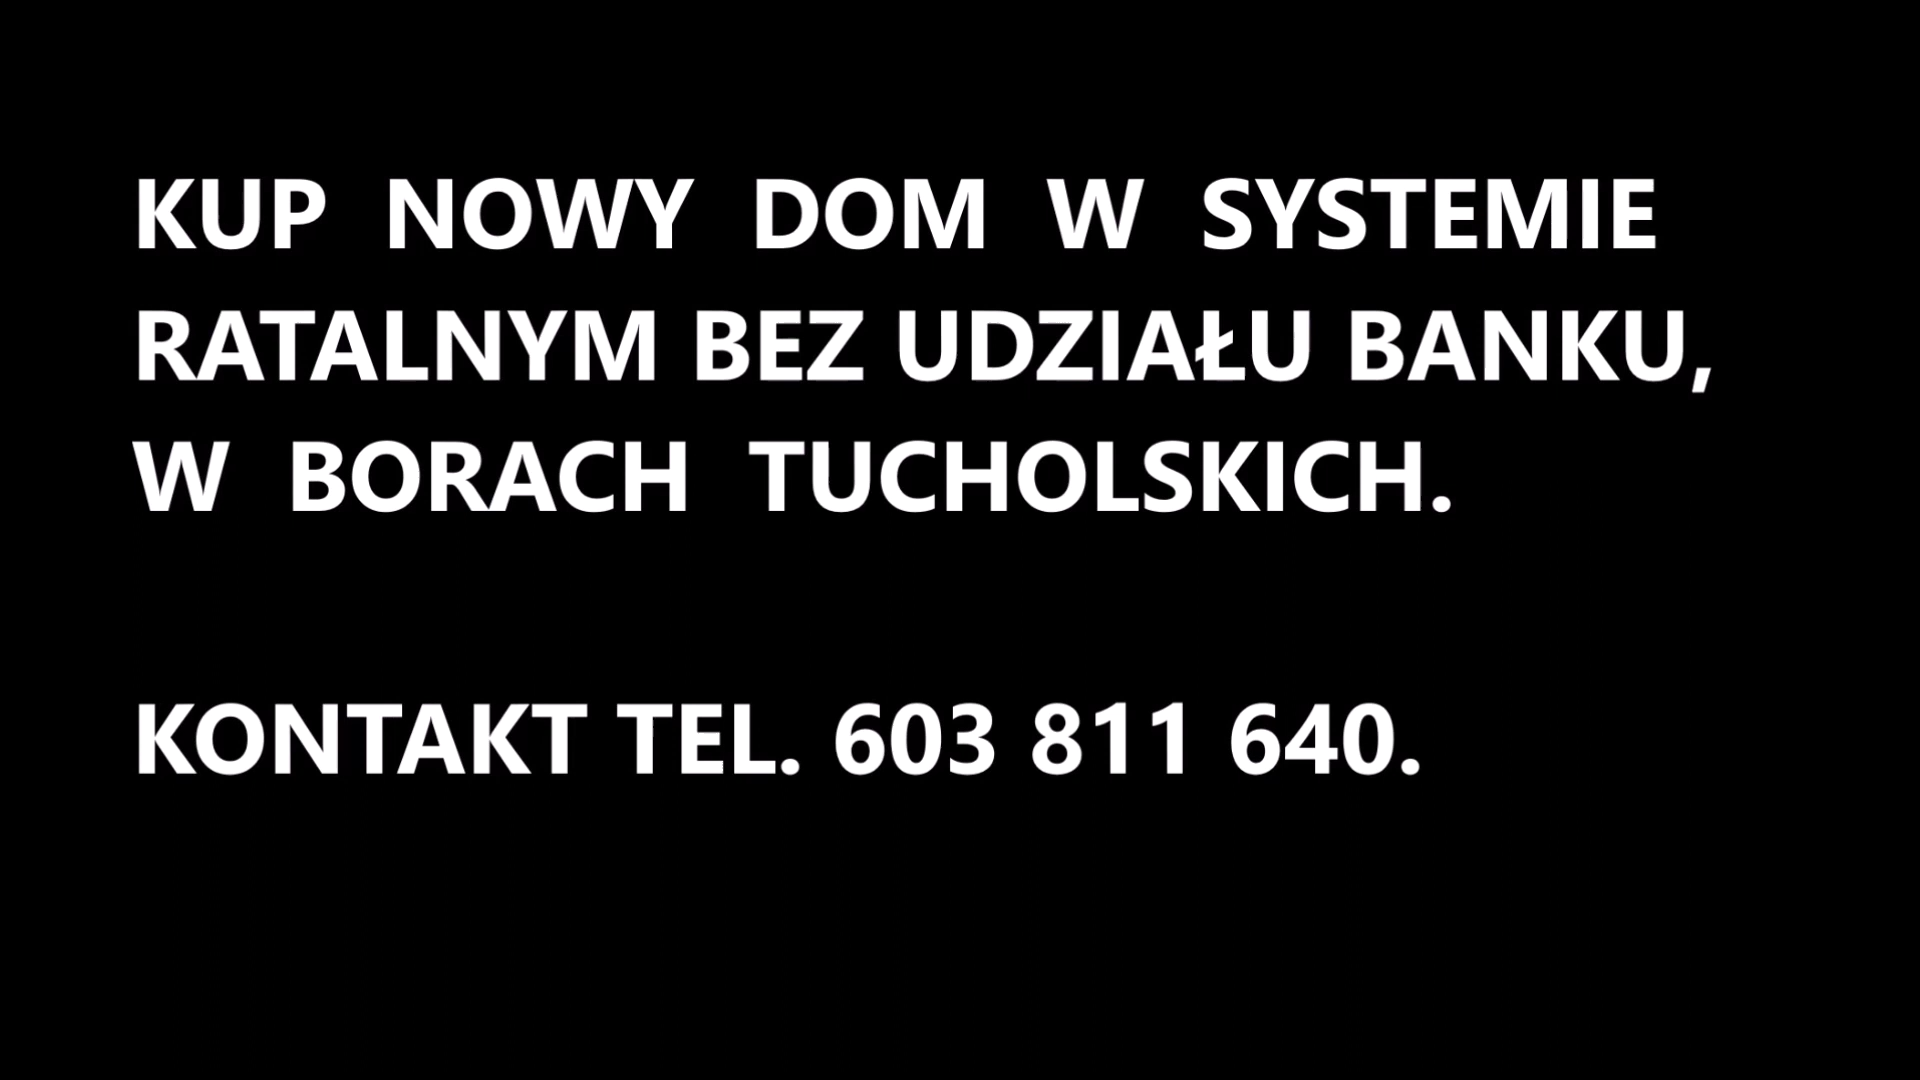 KUP NOWY DOM W SYSTEMIE
RATALNYM BEZ UDZIAŁU BANKU,
W BORACH TUCHOLSKICH.
KONTAKT TEL. 603 811 640.